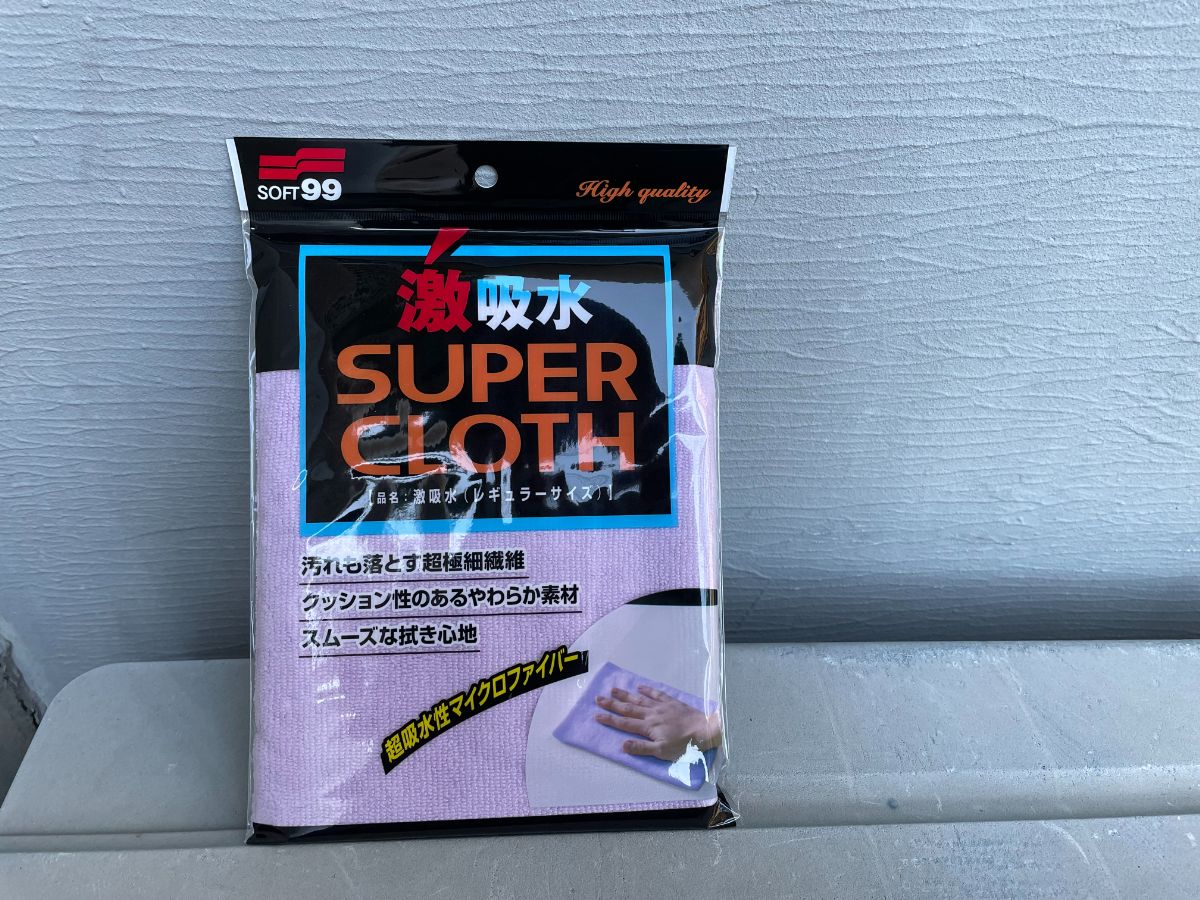 SOFT99
High quality
激吸水
SUPER
CLOTH
【品名：激吸水（レギュラーサイズ）】
汚れも落とす超極細繊維
クッション性のあるやわらか素材
スムーズな拭き心地
超吸水性マイクロファイバー